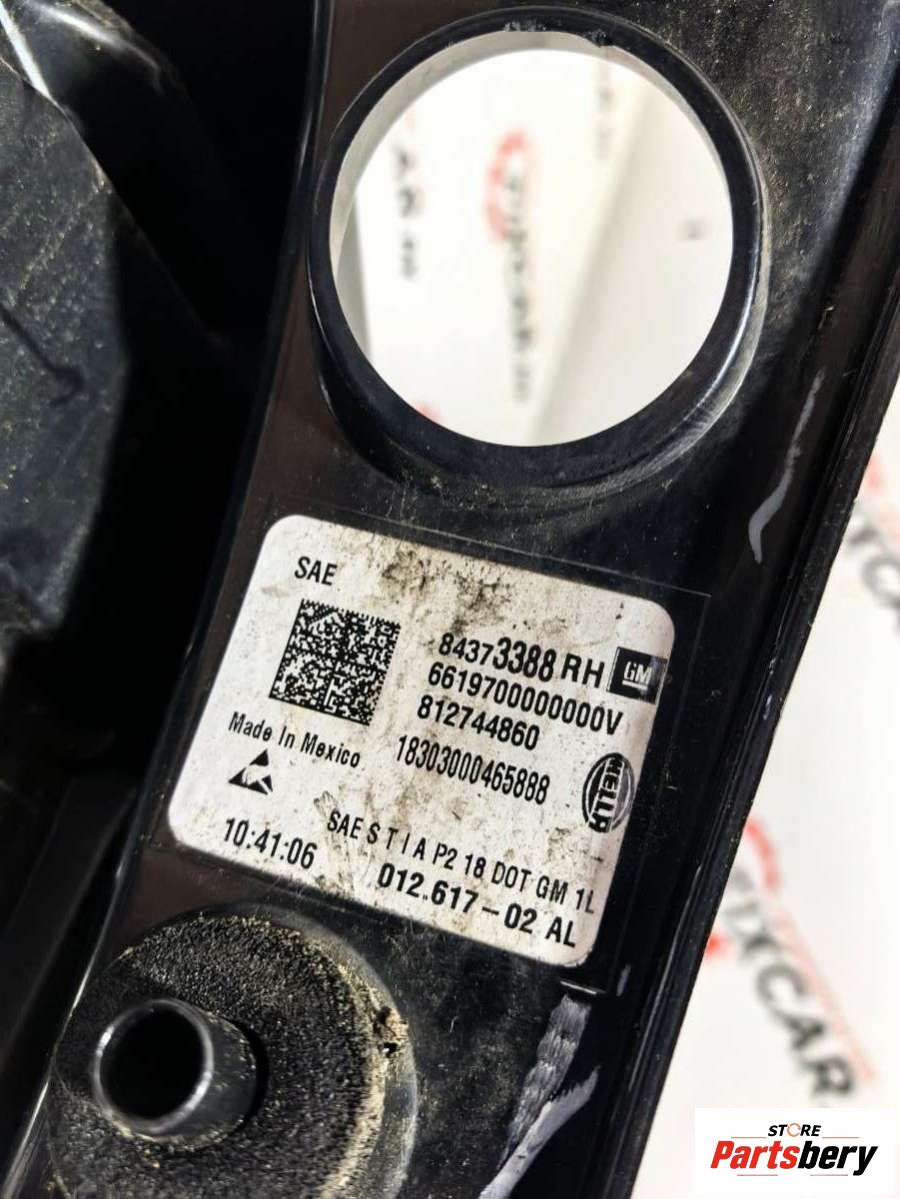 SAE
84373388 RH GM
661970000000V
812744860
Made In Mexico
18303000465888
HELLA
SAE S T I A P2 18 DOT GM 1L
10:41:06
012.617-02 AL
STORE
Partsbery